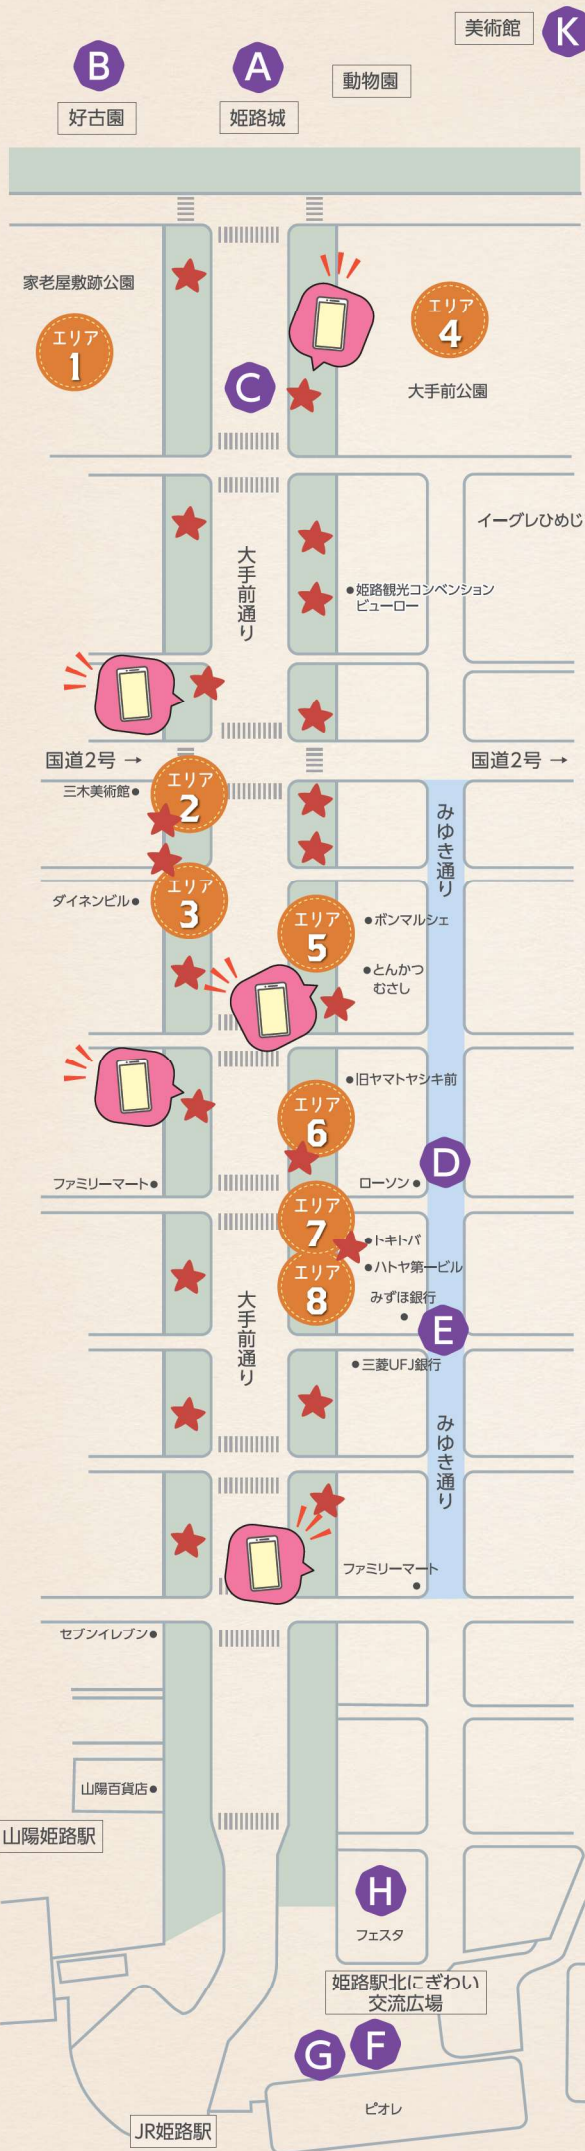 美術館
K
B
A
動物園
好古園
姫路城
家老屋敷跡公園
エリア
1
エリア
4
C
大手前公園
イーグレひめじ
大手前通り
姫路観光コンベンション
ビューロー
国道2号 →
国道2号 →
三木美術館
エリア
2
みゆき通り
ダイネンビル
エリア
3
エリア
5
ボンマルシェ
とんかつ
むさし
旧ヤマトヤシキ前
エリア
6
D
ファミリーマート
ローソン
エリア
7
トキトバ
エリア
8
ハトヤ第一ビル
みずほ銀行
E
大手前通り
三菱UFJ銀行
みゆき通り
ファミリーマート
セブンイレブン
山陽百貨店
山陽姫路駅
H
フェスタ
姫路駅北にぎわい
交流広場
G
F
ピオレ
JR姫路駅